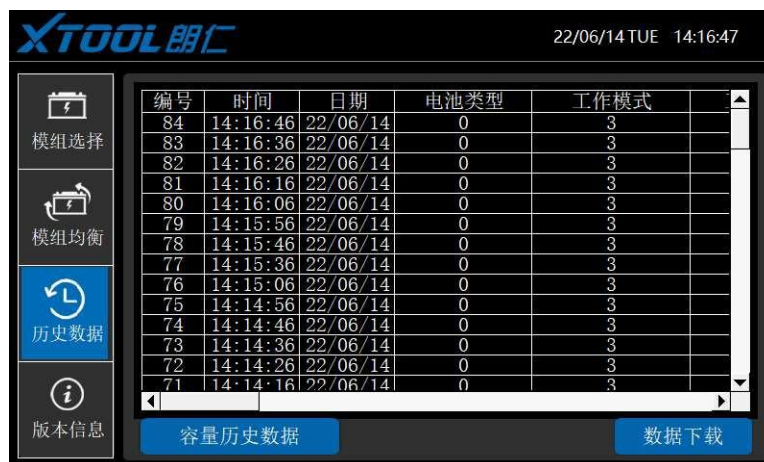 XTOOL朗仁 22/06/14 TUE 14:16:47
模组选择
模组均衡
历史数据
版本信息
编号 时间 日期 电池类型 工作模式
84 14:16:46 22/06/14 0 3
83 14:16:36 22/06/14 0 3
82 14:16:26 22/06/14 0 3
81 14:16:16 22/06/14 0 3
80 14:16:06 22/06/14 0 3
79 14:15:56 22/06/14 0 3
78 14:15:46 22/06/14 0 3
77 14:15:36 22/06/14 0 3
76 14:15:06 22/06/14 0 3
75 14:14:56 22/06/14 0 3
74 14:14:46 22/06/14 0 3
73 14:14:36 22/06/14 0 3
72 14:14:26 22/06/14 0 3
71 14:14:16 22/06/14 0 3
容量历史数据 数据下载